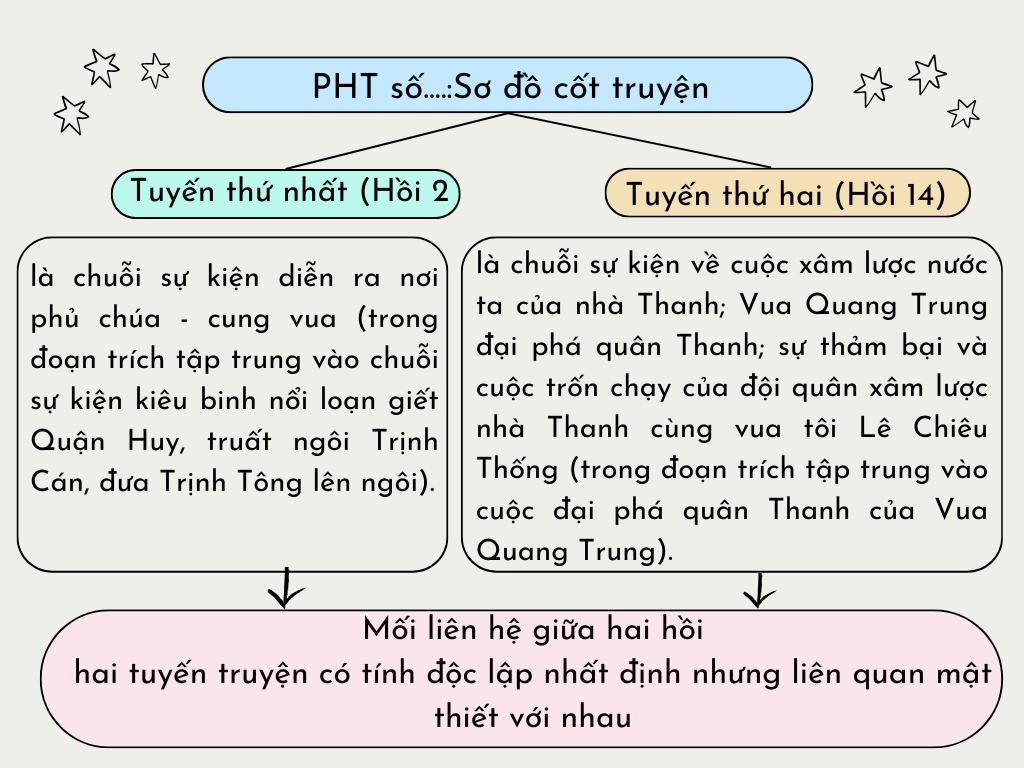 PHT số....:Sơ đồ cốt truyện
Tuyến thứ nhất (Hồi 2
Tuyến thứ hai (Hồi 14)
là chuỗi sự kiện diễn ra nơi
phủ chúa - cung vua (trong
đoạn trích tập trung vào chuỗi
sự kiện kiêu binh nổi loạn giết
Quận Huy, truất ngôi Trịnh
Cán, đưa Trịnh Tông lên ngôi).
là chuỗi sự kiện về cuộc xâm lược nước
ta của nhà Thanh; Vua Quang Trung
đại phá quân Thanh; sự thảm bại và
cuộc trốn chạy của đội quân xâm lược
nhà Thanh cùng vua tôi Lê Chiêu
Thống (trong đoạn trích tập trung vào
cuộc đại phá quân Thanh của Vua
Quang Trung).
Mối liên hệ giữa hai hồi
hai tuyến truyện có tính độc lập nhất định nhưng liên quan mật
thiết với nhau